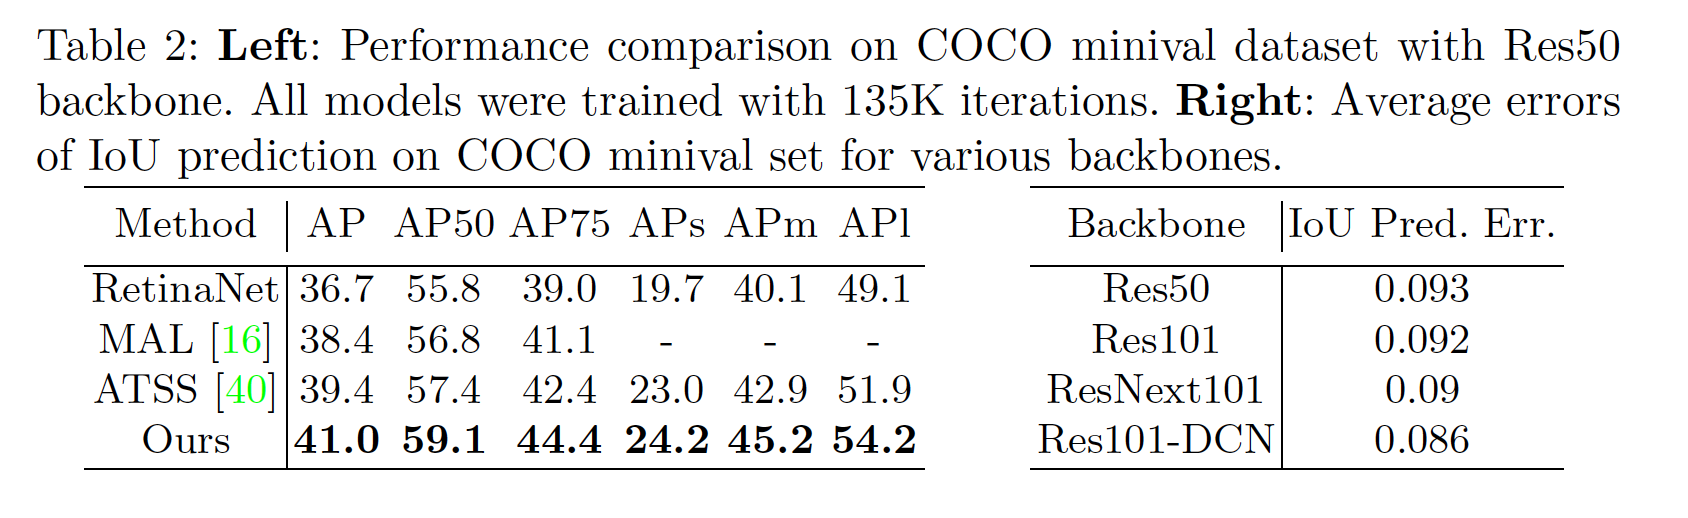 Table 2: Left: Performance comparison on COCO minival dataset with Res50
backbone. All models were trained with 135K iterations. Right: Average errors
of IoU prediction on COCO minival set for various backbones.
Method AP AP50 AP75 APs APm APl
RetinaNet 36.7 55.8 39.0 19.7 40.1 49.1
MAL [16] 38.4 56.8 41.1 - - -
ATSS [40] 39.4 57.4 42.4 23.0 42.9 51.9
Ours 41.0 59.1 44.4 24.2 45.2 54.2
Backbone IoU Pred. Err.
Res50 0.093
Res101 0.092
ResNext101 0.09
Res101-DCN 0.086